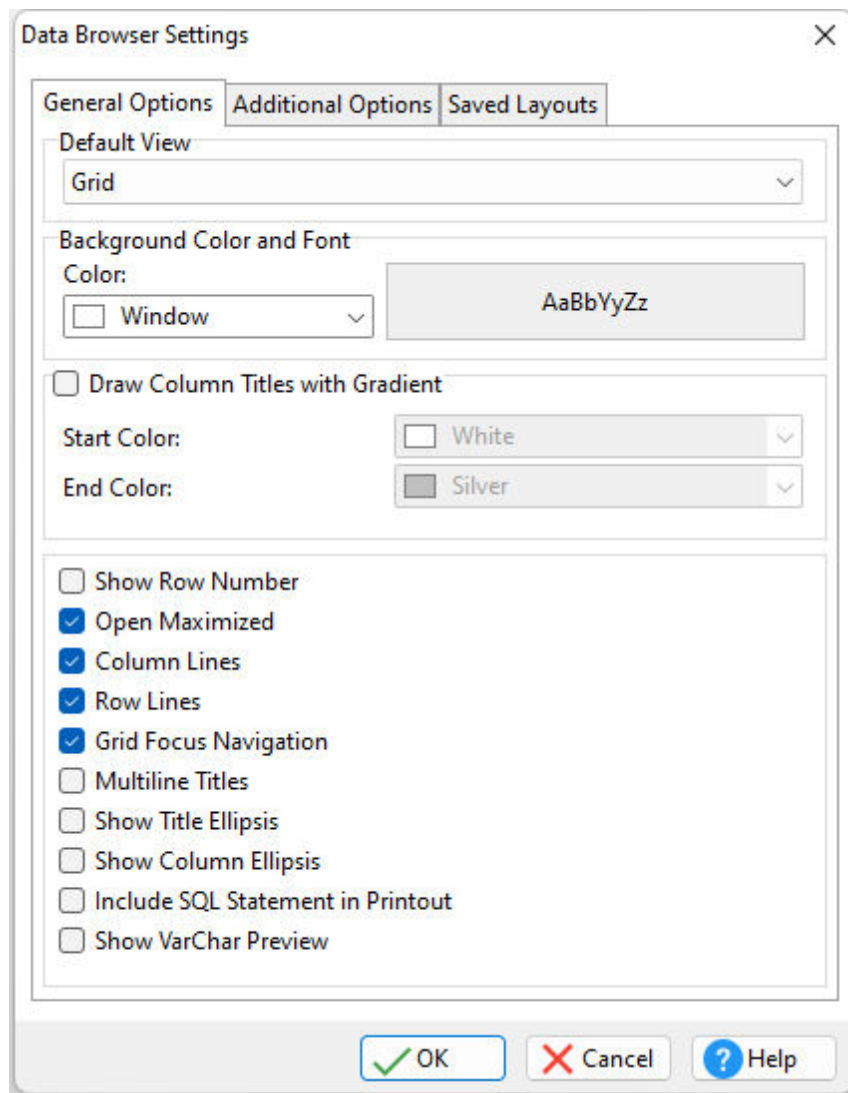 Data Browser Settings
General Options Additional Options Saved Layouts
Default View
Grid
Background Color and Font
Color:
Window
AaBbYyZz
Draw Column Titles with Gradient
Start Color: White
End Color: Silver
Show Row Number
Open Maximized
Column Lines
Row Lines
Grid Focus Navigation
Multiline Titles
Show Title Ellipsis
Show Column Ellipsis
Include SQL Statement in Printout
Show VarChar Preview
OK Cancel ? Help